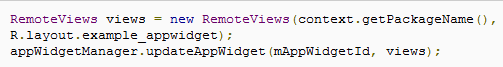 RemoteViews views = new RemoteViews(context.getPackageName(),
R.layout.example_appwidget);
appWidgetManager.updateAppWidget(mAppWidgetId, views);